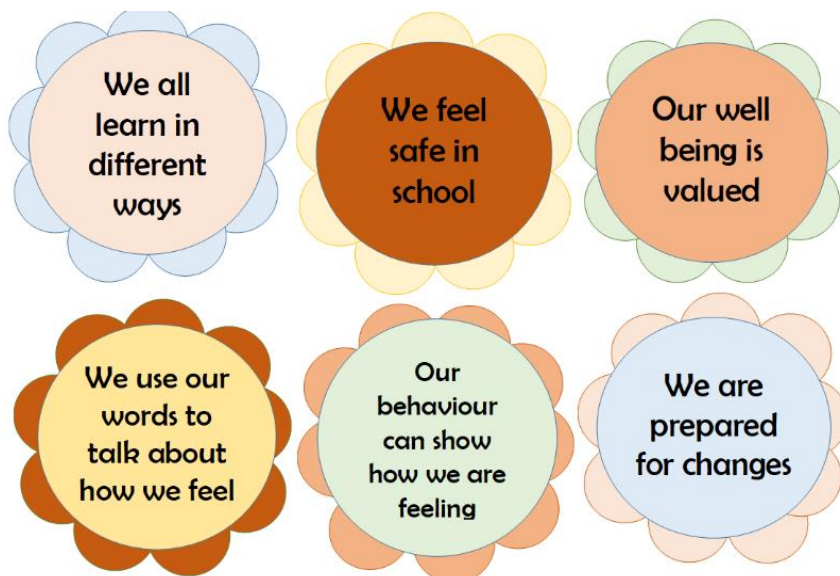 We all
learn in
different
ways
We feel
safe in
school
Our well
being is
valued
We use our
words to
talk about
how we feel
Our
behaviour
can show
how we are
feeling
We are
prepared
for changes